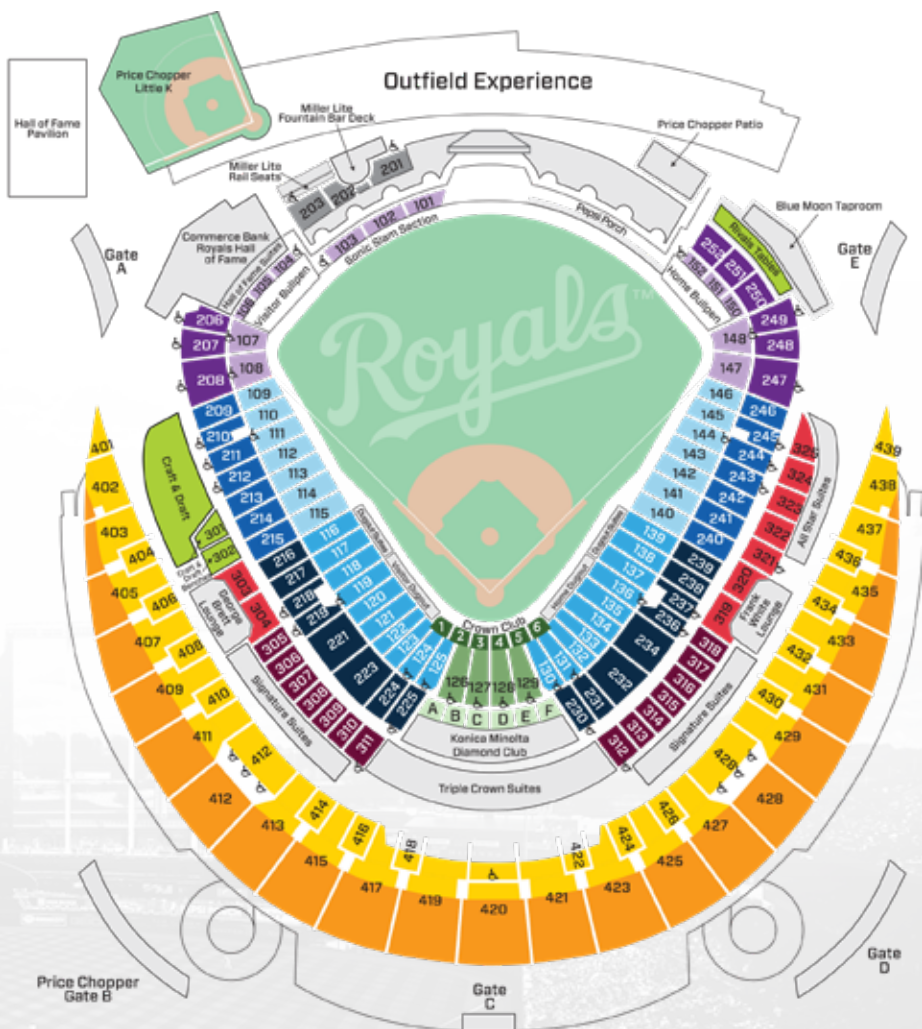 Outfield Experience
Price Chopper
Little K
Hall of Fame
Pavilion
Miller Lite
Fountain Bar Deck
Price Chopper Patio
Miller Lite
Rail Seats
201
202
203
101
102
103
Sonic Slam Section
Pepsi Porch
Blue Moon Taproom
Rivals Tables
Gate
A
Gate
E
Commerce Bank
Royals Hall
of Fame
Hall of Fame Suites
104
105
106
Visitor Bullpen
Home Bullpen
252
251
250
152
151
150
Royals™
206
207
208
107
108
249
248
247
148
147
209
210
211
212
213
214
215
109
110
111
112
113
114
115
146
145
144
143
142
141
140
246
245
244
243
242
241
240
Craft & Draft
301
302
Craft &
Draft
303
304
George
Brett
Lounge
325
324
323
322
321
320
319
All Star Suites
Frank
White
Lounge
216
217
218
219
221
223
224
225
116
117
118
119
120
121
122
123
124
125
Dugout Suites
Visitor Dugout
Home Dugout
Dugout Suites
139
138
137
136
135
134
133
132
131
130
239
238
237
236
234
232
231
230
Crown Club
1
2
3
4
5
6
126
127
128
129
A
B
C
D
E
F
Konica Minolta
Diamond Club
Triple Crown Suites
305
306
307
308
309
310
311
Signature Suites
318
317
316
315
314
313
312
Signature Suites
401
402
403
404
405
406
407
408
409
410
411
412
412
413
414
415
416
417
418
419
420
421
422
423
424
425
426
427
428
428
429
430
431
432
433
434
435
436
437
438
439
Price Chopper
Gate B
Gate
C
Gate
D